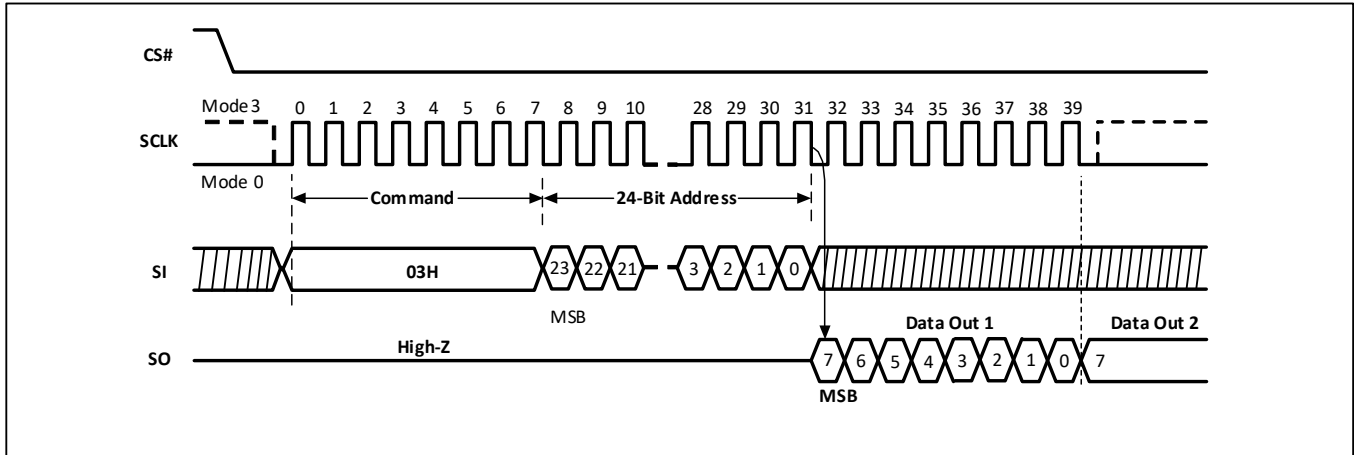 CS#
Mode3
0 1 2 3 4 5 6 7 8 9 10 28 29 30 31 32 33 34 35 36 37 38 39
SCLK
Mode 0
Command 24-Bit Address
SI 03H 23 22 21 3 2 1 0
MSB
Data Out 1 Data Out 2
High-Z
SO 7 6 5 4 3 2 1 0 7
MSB